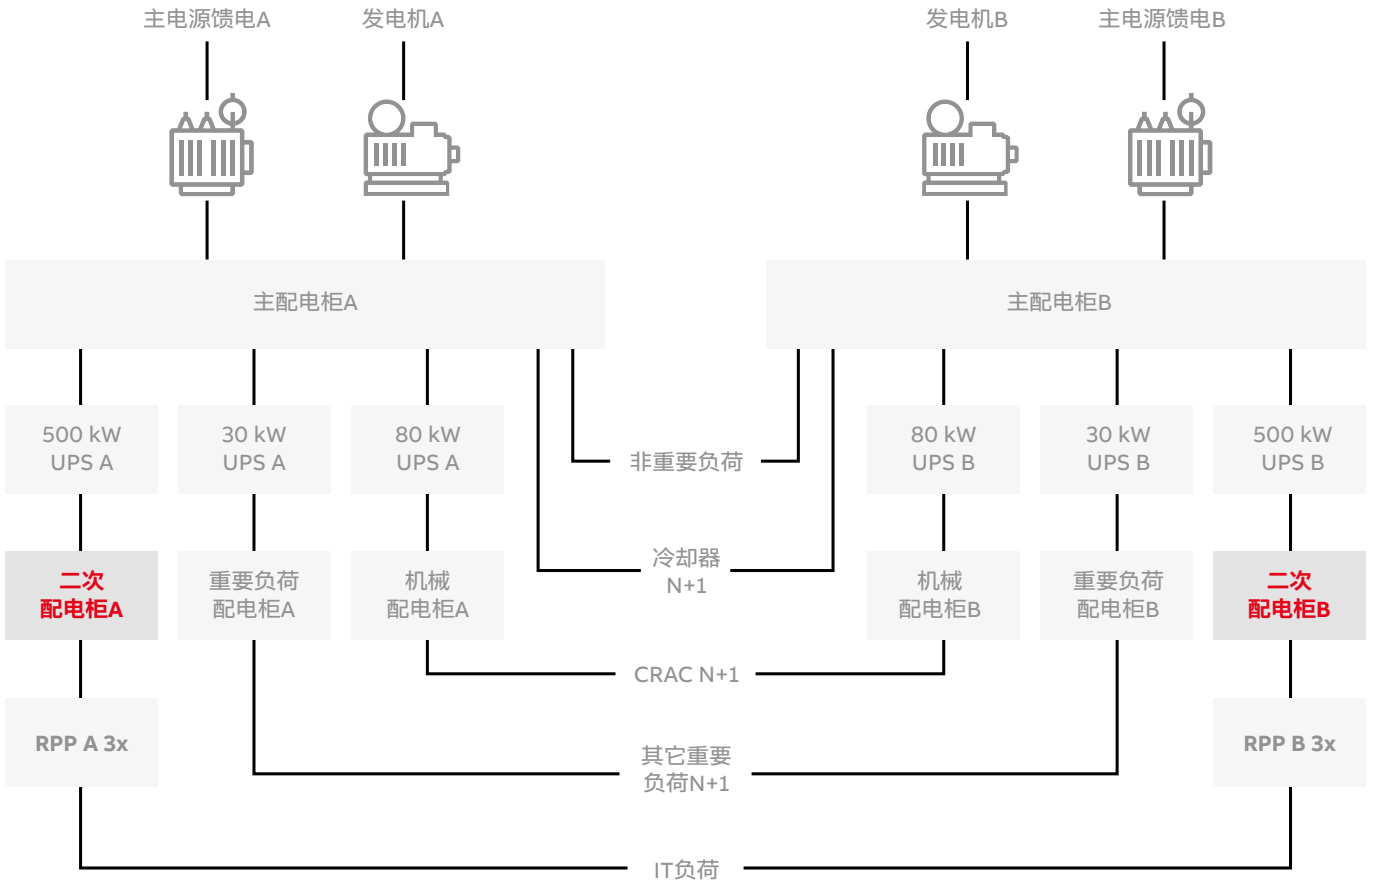 主电源馈电A
发电机A
发电机B
主电源馈电B
主配电柜A
主配电柜B
500 kW
UPS A
30 kW
UPS A
80 kW
UPS A
非重要负荷
80 kW
UPS B
30 kW
UPS B
500 kW
UPS B
二次
配电柜A
重要负荷
配电柜A
机械
配电柜A
冷却器
N+1
机械
配电柜B
重要负荷
配电柜B
二次
配电柜B
CRAC N+1
RPP A 3x
其它重要
负荷N+1
RPP B 3x
IT负荷